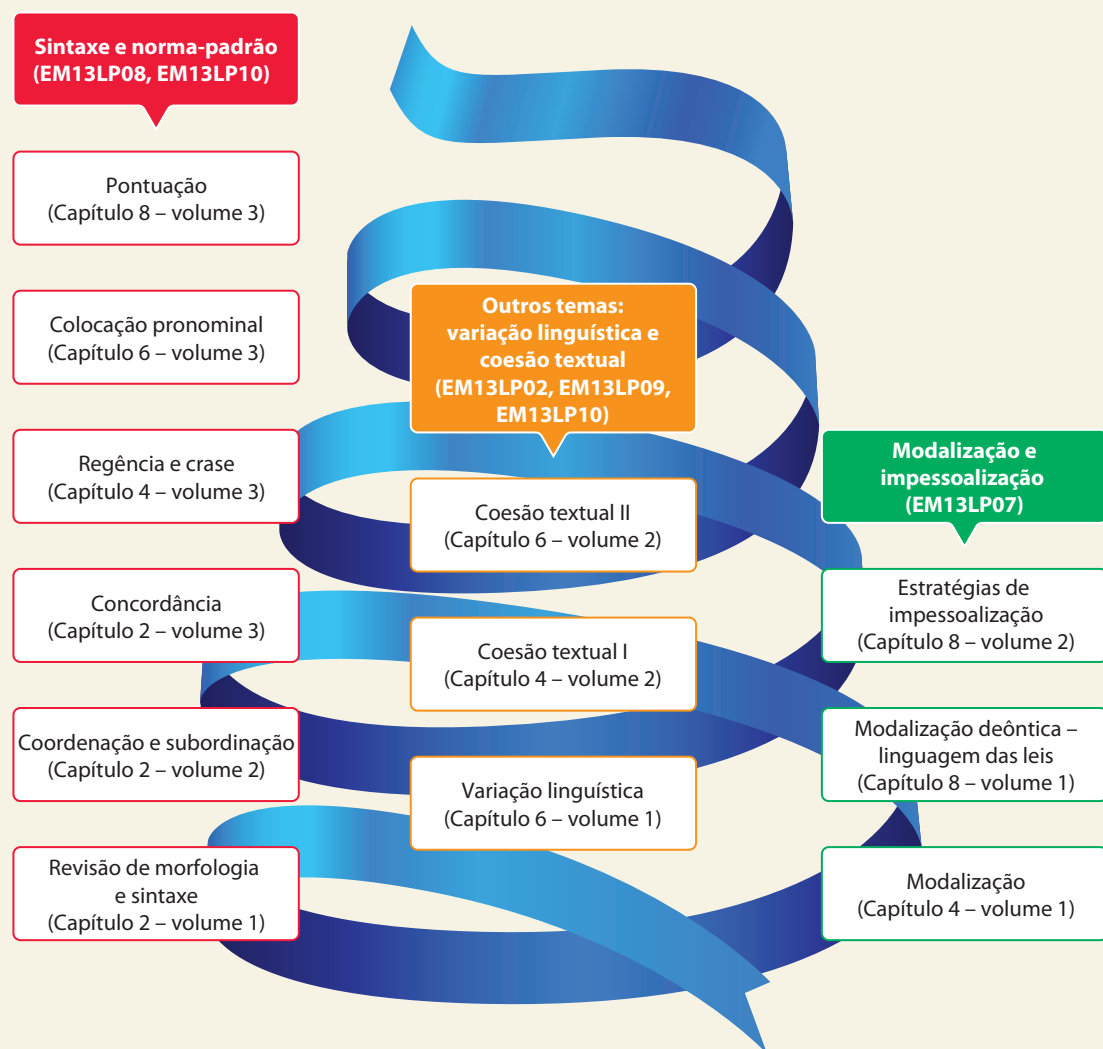 Sintaxe e norma-padrão
(EM13LP08, EM13LP10)
Pontuação
(Capítulo 8 – volume 3)
Colocação pronominal
(Capítulo 6 – volume 3)
Regência e crase
(Capítulo 4 – volume 3)
Concordância
(Capítulo 2 – volume 3)
Coordenação e subordinação
(Capítulo 2 – volume 2)
Revisão de morfologia
e sintaxe
(Capítulo 2 – volume 1)
Outros temas:
variação linguística e
coesão textual
(EM13LP02, EM13LP09,
EM13LP10)
Coesão textual II
(Capítulo 6 – volume 2)
Coesão textual I
(Capítulo 4 – volume 2)
Variação linguística
(Capítulo 6 – volume 1)
Modalização e
impessoalização
(EM13LP07)
Estratégias de
impessoalização
(Capítulo 8 – volume 2)
Modalização deôntica –
linguagem das leis
(Capítulo 8 – volume 1)
Modalização
(Capítulo 4 – volume 1)